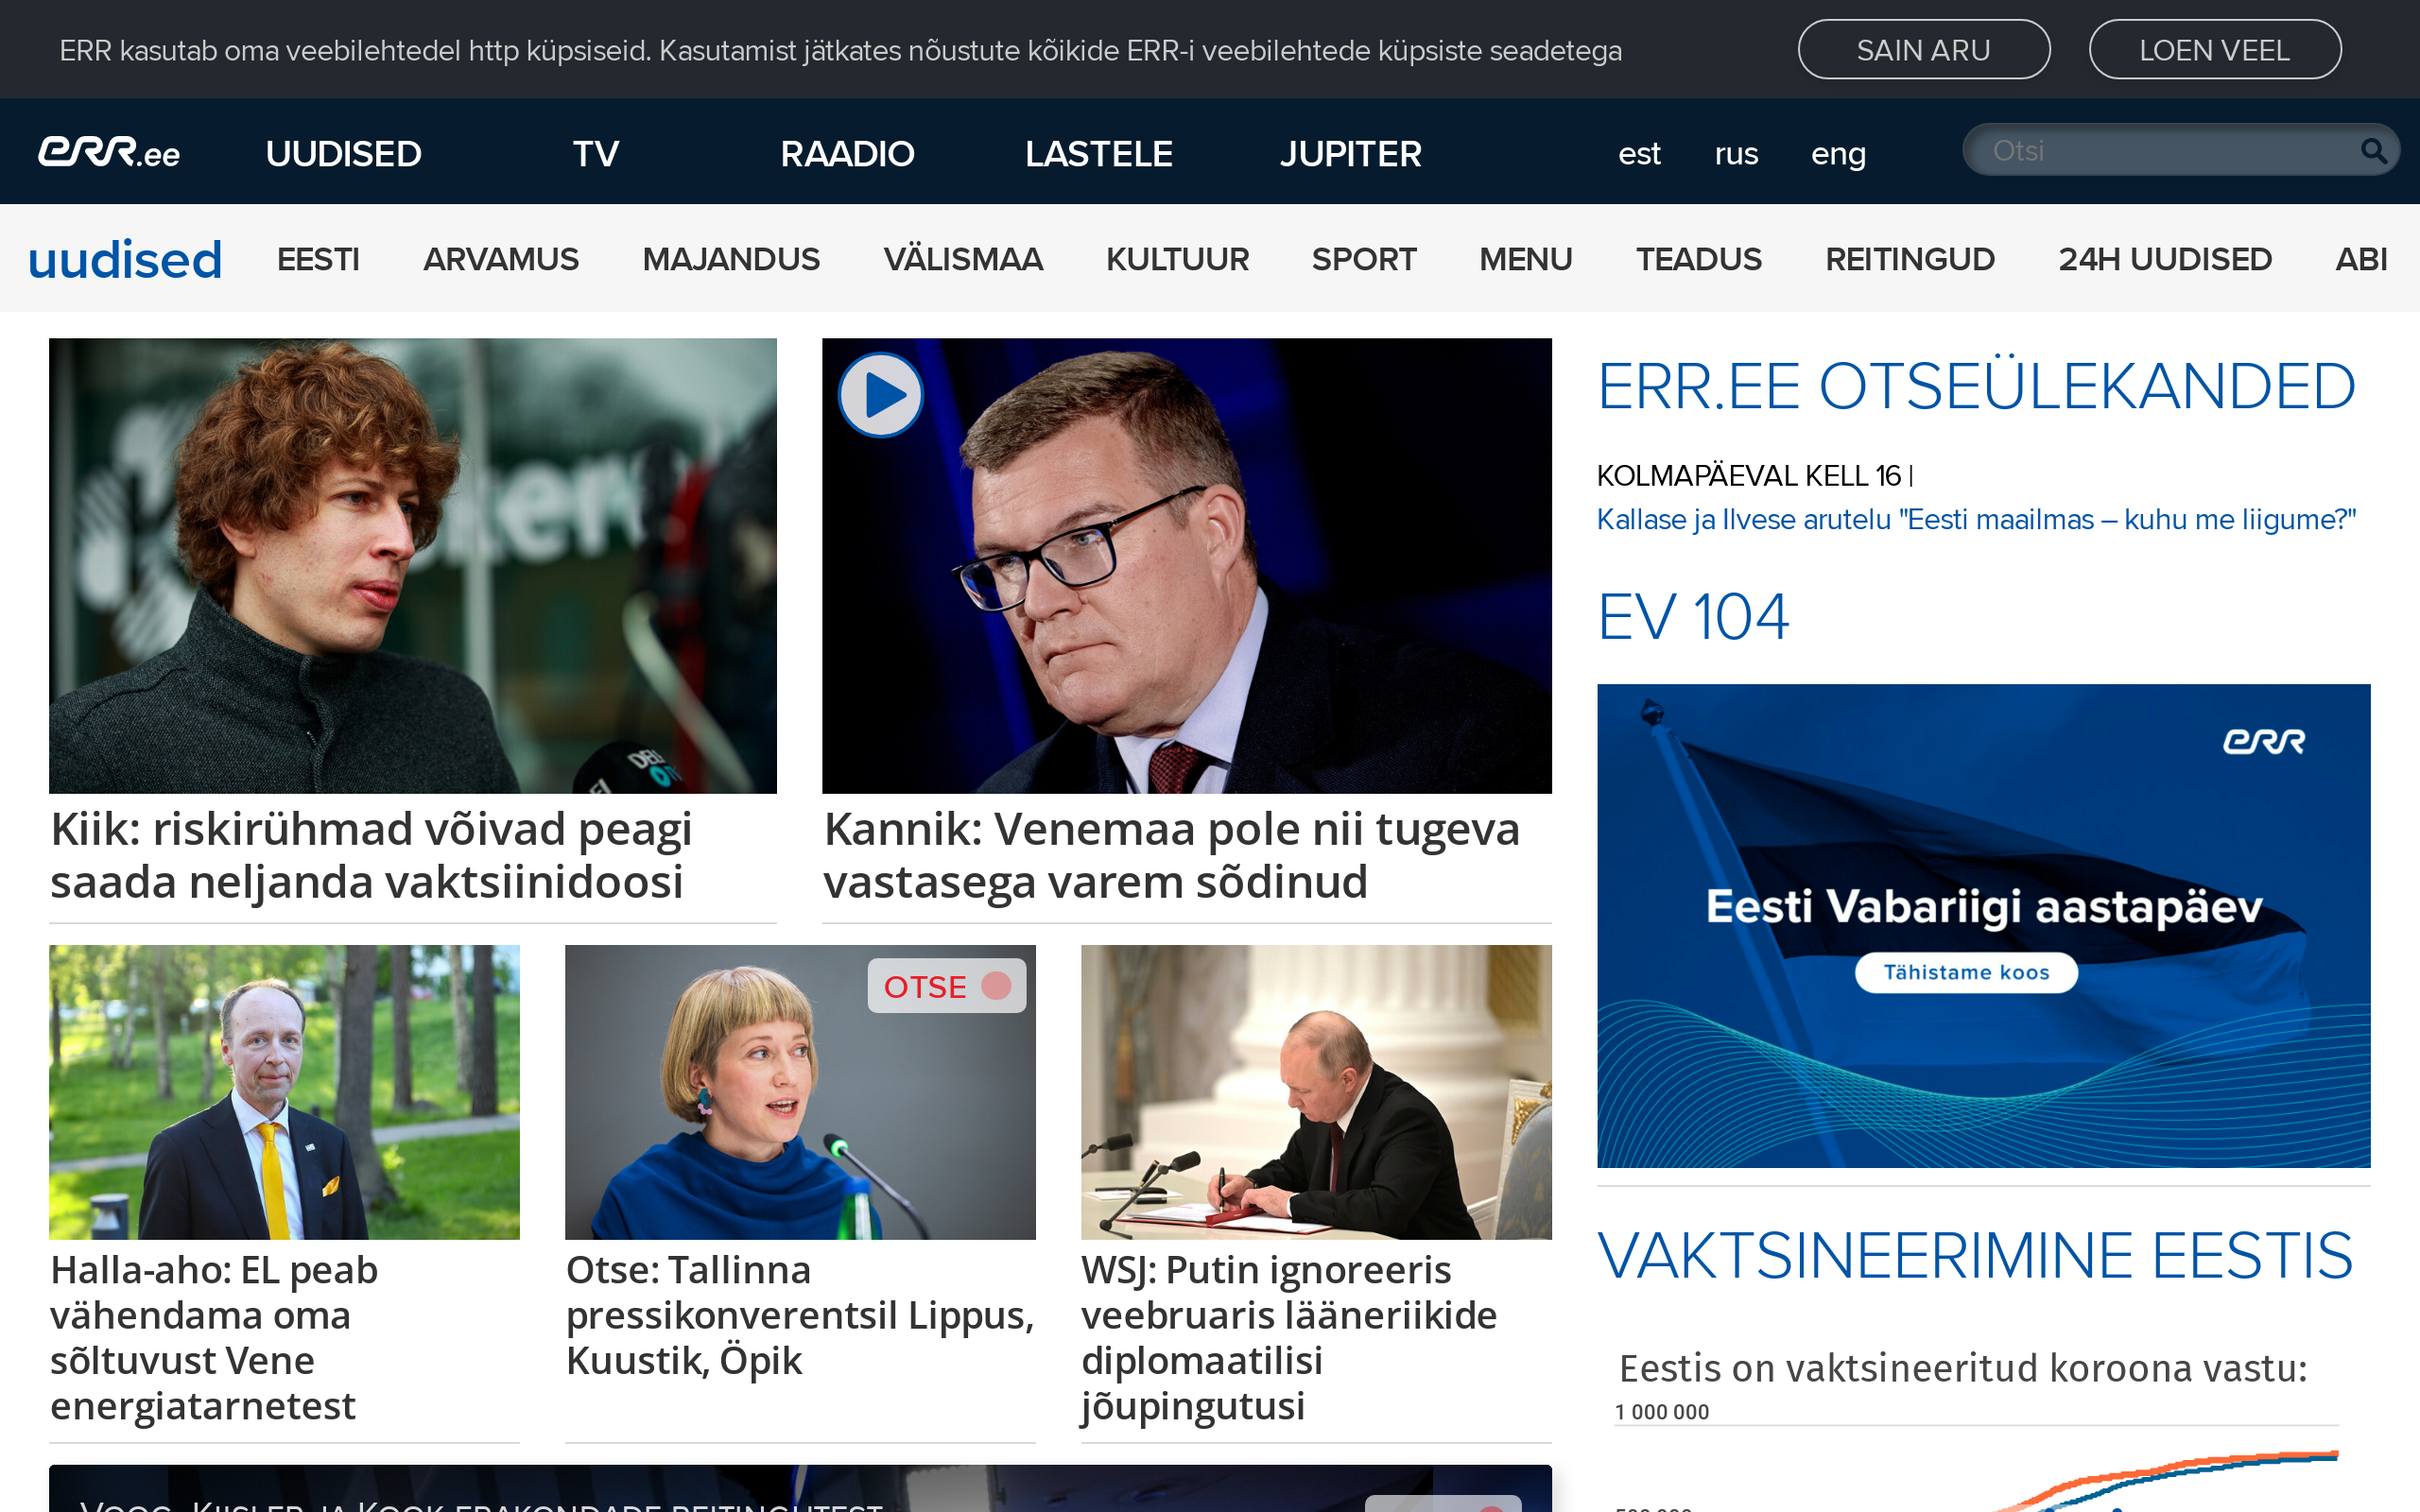 ERR kasutab oma veebilehtedel http küpsiseid. Kasutamist jätkates nõustute kõikide ERR-i veebilehtede küpsiste seadetega
SAIN ARU
LOEN VEEL
err.ee
UUDISED
TV
RAADIO
LASTELE
JUPITER
est
rus
eng
Otsi
uudised
EESTI
ARVAMUS
MAJANDUS
VÄLISMAA
KULTUUR
SPORT
MENU
TEADUS
REITINGUD
24H UUDISED
ABI
Kiik: riskirühmad võivad peagi
saada neljanda vaktsiinidoosi
Kannik: Venemaa pole nii tugeva
vastasega varem sõdinud
OTSE
Halla-aho: EL peab
vähendama oma
sõltuvust Vene
energiatarnetest
Otse: Tallinna
pressikonverentsil Lippus,
Kuustik, Öpik
WSJ: Putin ignoreeris
veebruaris lääneriikide
diplomaatilisi
jõupingutusi
ERR.EE OTSEÜLEKANDED
KOLMAPÄEVAL KELL 16 |
Kallase ja Ilvese arutelu "Eesti maailmas – kuhu me liigume?"
EV 104
err
Eesti Vabariigi aastapäev
Tähistame koos
VAKTSINEERIMINE EESTIS
Eestis on vaktsineeritud koroona vastu:
1 000 000